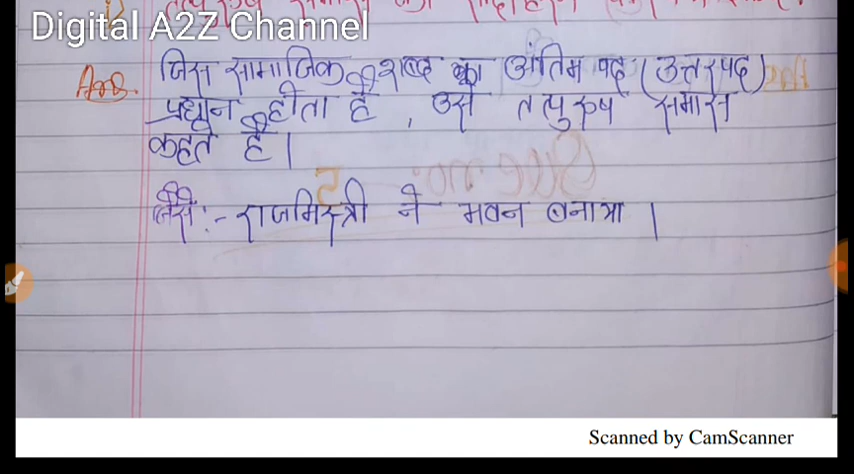 Digital A2Z Channel
Ans. जिस सामाजिक शब्द का अंतिम पद (उत्तरपद)
प्रधान होता है, उसे तत्पुरुष समास
कहते है।
जैसे :- राजमिस्त्री ने भवन बनाया।
Scanned by CamScanner